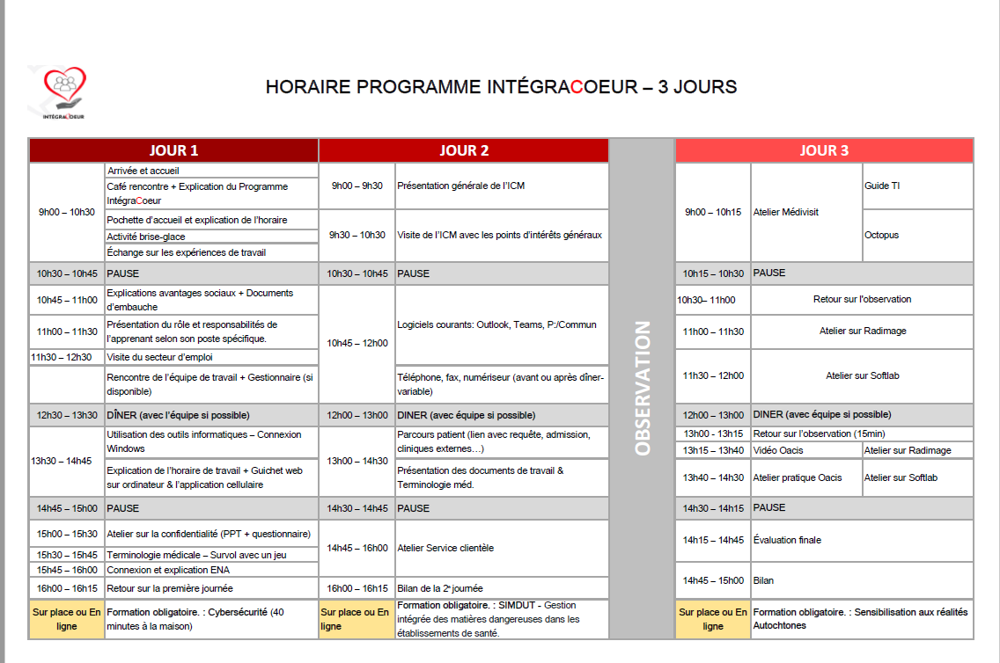 INTÉGRACOEUR
HORAIRE PROGRAMME INTÉGRACOEUR – 3 JOURS
JOUR 1
9h00 – 10h30
Arrivée et accueil
Café rencontre + Explication du Programme
IntégraCoeur
Pochette d’accueil et explication de l’horaire
Activité brise-glace
Échange sur les expériences de travail
10h30 – 10h45 PAUSE
10h45 – 11h00 Explications avantages sociaux + Documents
d’embauche
11h00 – 11h30 Présentation du rôle et responsabilités de
l’apprenant selon son poste spécifique.
11h30 – 12h30 Visite du secteur d’emploi
Rencontre de l’équipe de travail + Gestionnaire (si
disponible)
12h30 – 13h30 DÎNER (avec l’équipe si possible)
13h30 – 14h45
Utilisation des outils informatiques – Connexion
Windows
Explication de l’horaire de travail + Guichet web
sur ordinateur & l’application cellulaire
14h45 – 15h00 PAUSE
15h00 – 15h30 Atelier sur la confidentialité (PPT + questionnaire)
15h30 – 15h45 Terminologie médicale – Survol avec un jeu
15h45 – 16h00 Connexion et explication ENA
16h00 – 16h15 Retour sur la première journée
Sur place ou En
ligne
Formation obligatoire. : Cybersécurité (40
minutes à la maison)
JOUR 2
9h00 – 9h30 Présentation générale de l’ICM
9h30 – 10h30 Visite de l’ICM avec les points d’intérêts généraux
10h30 – 10h45 PAUSE
10h45 – 12h00
Logiciels courants: Outlook, Teams, P:/Commun
Téléphone, fax, numériseur (avant ou après dîner-
variable)
12h00 – 13h00 DINER (avec équipe si possible)
13h00 – 14h30
Parcours patient (lien avec requête, admission,
cliniques externes…)
Présentation des documents de travail &
Terminologie méd.
14h30 – 14h45 PAUSE
14h45 – 16h00 Atelier Service clientèle
16h00 – 16h15 Bilan de la 2e journée
Sur place ou En
ligne
Formation obligatoire. : SIMDUT - Gestion
intégrée des matières dangereuses dans les
établissements de santé.
OBSERVATION
JOUR 3
9h00 – 10h15 Atelier Médivisit
Guide TI
Octopus
10h15 – 10h30 PAUSE
10h30– 11h00 Retour sur l’observation
11h00 – 11h30 Atelier sur Radimage
11h30 – 12h00 Atelier sur Softlab
12h00 – 13h00 DINER (avec équipe si possible)
13h00 - 13h15 Retour sur l’observation (15min)
13h15 – 13h40 Vidéo Oacis Atelier sur Radimage
13h40 – 14h30 Atelier pratique Oacis Atelier sur Softlab
14h30 – 14h15 PAUSE
14h15 – 14h45 Évaluation finale
14h45 – 15h00 Bilan
Sur place ou En
ligne
Formation obligatoire. : Sensibilisation aux réalités
Autochtones